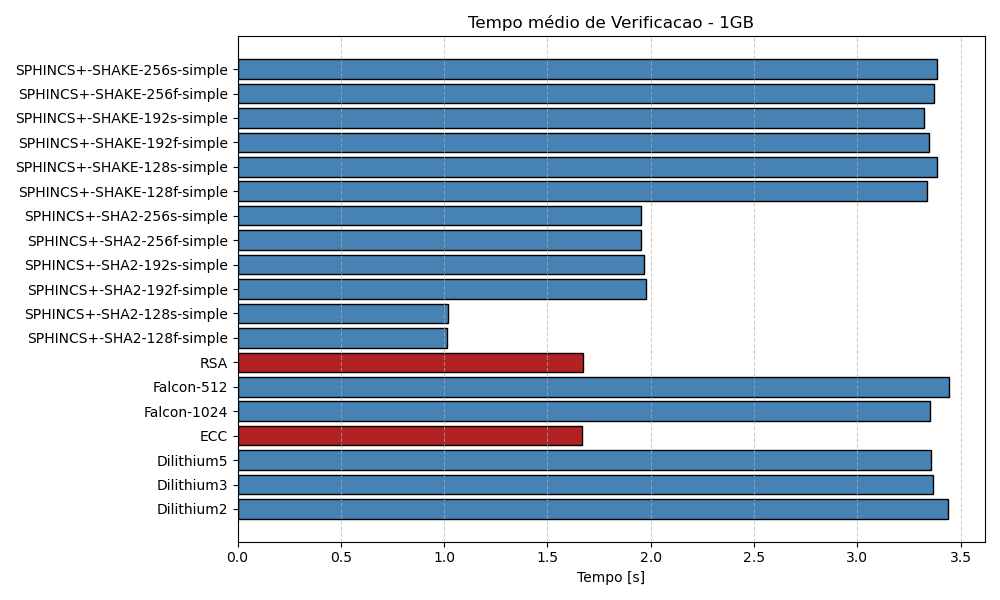 Tempo médio de Verificacao - 1GB
SPHINCS+-SHAKE-256s-simple
SPHINCS+-SHAKE-256f-simple
SPHINCS+-SHAKE-192s-simple
SPHINCS+-SHAKE-192f-simple
SPHINCS+-SHAKE-128s-simple
SPHINCS+-SHAKE-128f-simple
SPHINCS+-SHA2-256s-simple
SPHINCS+-SHA2-256f-simple
SPHINCS+-SHA2-192s-simple
SPHINCS+-SHA2-192f-simple
SPHINCS+-SHA2-128s-simple
SPHINCS+-SHA2-128f-simple
RSA
Falcon-512
Falcon-1024
ECC
Dilithium5
Dilithium3
Dilithium2
0.0 0.5 1.0 1.5 2.0 2.5 3.0 3.5
Tempo [s]